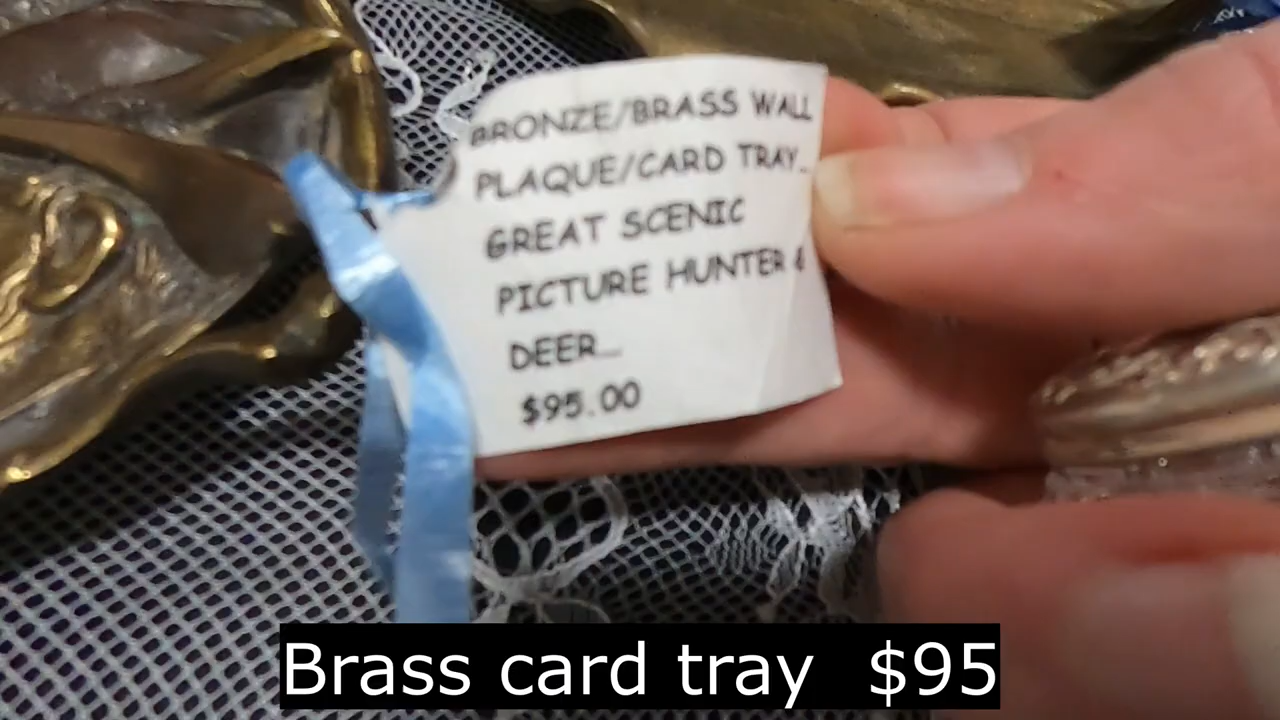 BRONZE/BRASS WALL
PLAQUE/CARD TRAY...
GREAT SCENIC
PICTURE HUNTER &
DEER...
$95.00
Brass card tray $95